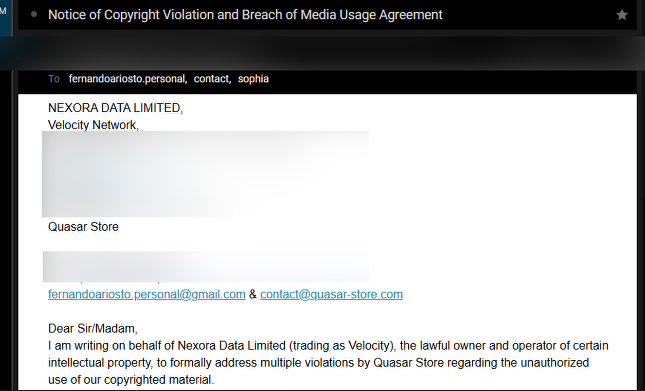 M
Notice of Copyright Violation and Breach of Media Usage Agreement
To fernandoariosto.personal, contact, sophia
NEXORA DATA LIMITED,
Velocity Network,
Quasar Store
fernandoariosto.personal@gmail.com & contact@quasar-store.com
Dear Sir/Madam,
I am writing on behalf of Nexora Data Limited (trading as Velocity), the lawful owner and operator of certain
intellectual property, to formally address multiple violations by Quasar Store regarding the unauthorized
use of our copyrighted material.